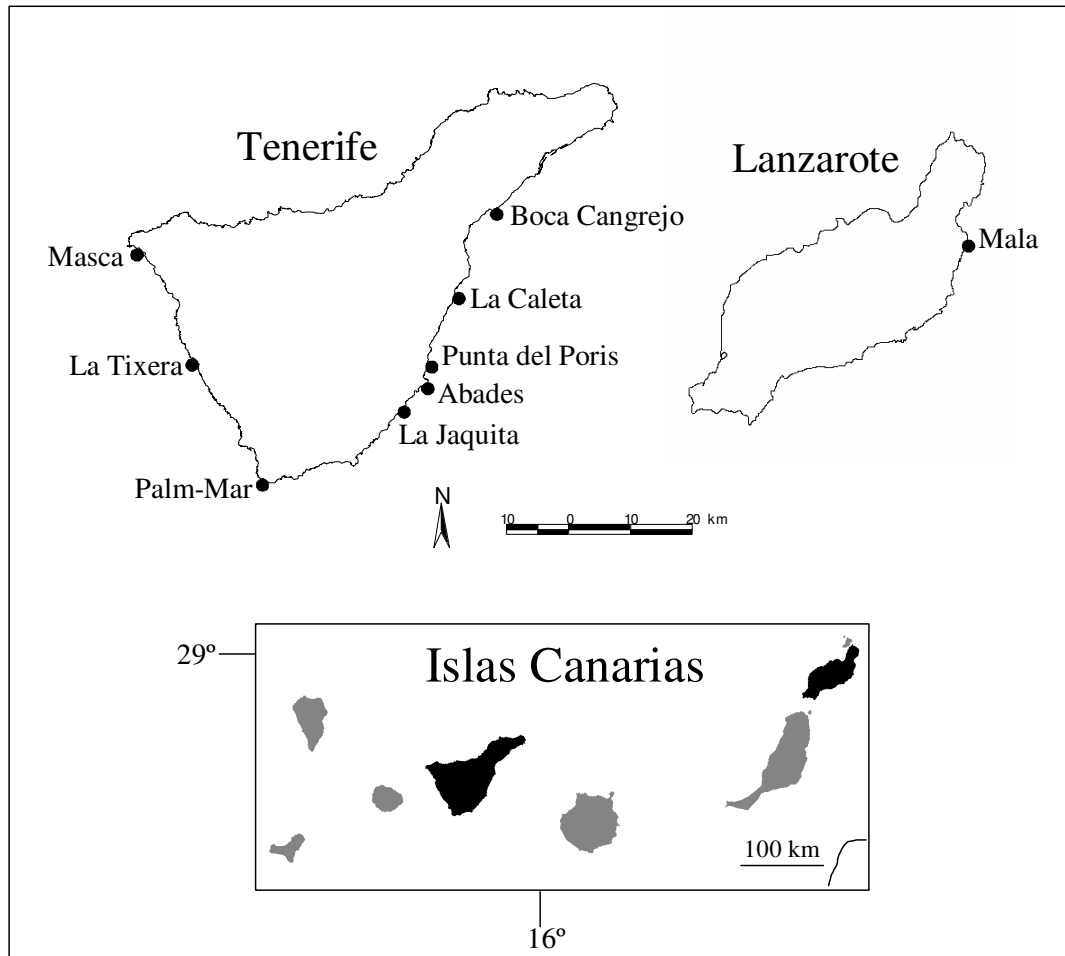 Tenerife
Lanzarote
Boca Cangrejo
Mala
Masca
La Caleta
Punta del Poris
La Tixera
Abades
La Jaquita
Palm-Mar
N
10 0 10 20 km
29º
Islas Canarias
100 km
16º